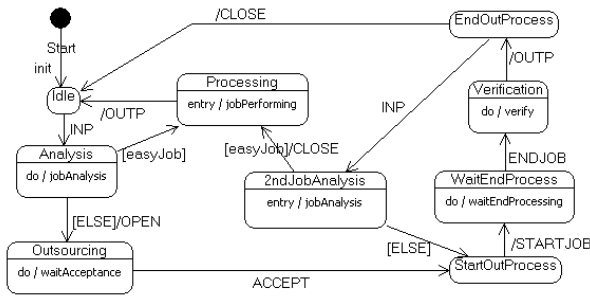 /CLOSE
EndOutProcess
Start
init
Idle
Processing
entry / jobPerforming
/OUTP
/OUTP
INP
Verification
do / verify
INP
Analysis
do / jobAnalysis
[easyJob]
[easyJob]/CLOSE
ENDJOB
2ndJobAnalysis
entry / jobAnalysis
WaitEndProcess
do / waitEndProcessing
[ELSE]/OPEN
Outsourcing
do / waitAcceptance
[ELSE]
/STARTJOB
StartOutProcess
ACCEPT